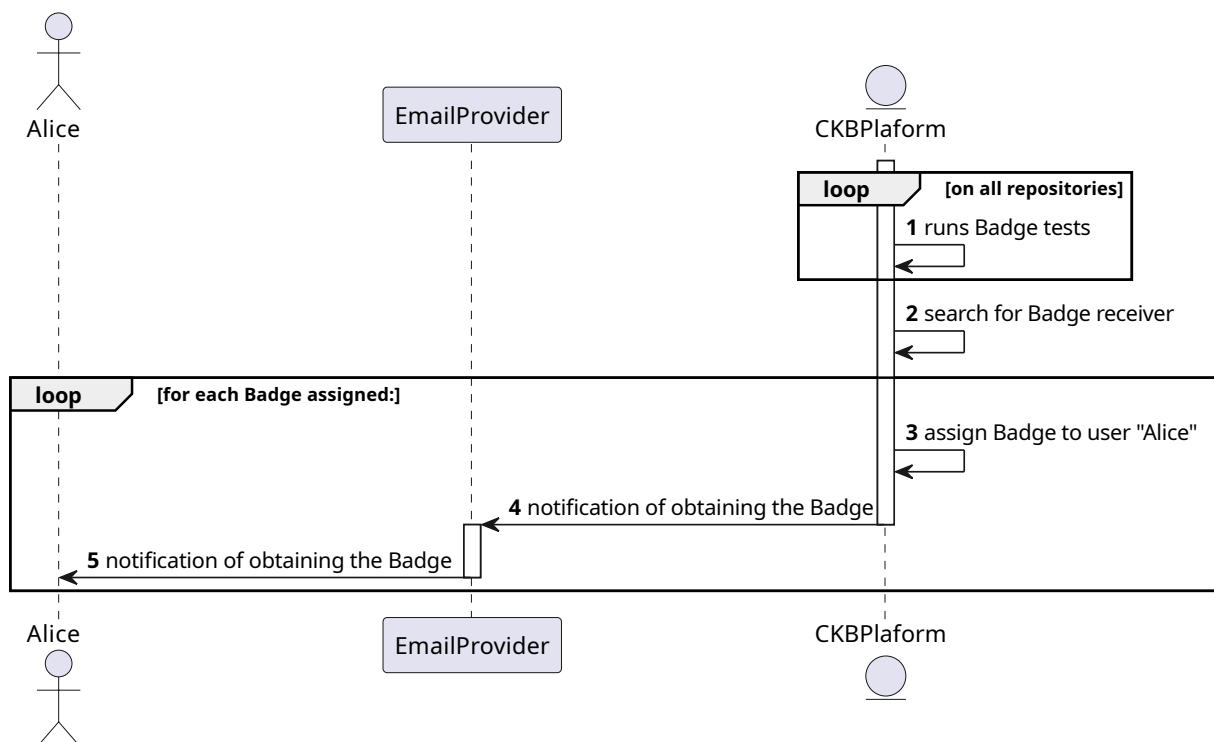 Alice
EmailProvider
CKBPlaform
loop [on all repositories]
1 runs Badge tests
2 search for Badge receiver
loop [for each Badge assigned:]
3 assign Badge to user "Alice"
4 notification of obtaining the Badge
5 notification of obtaining the Badge
Alice
EmailProvider
CKBPlaform